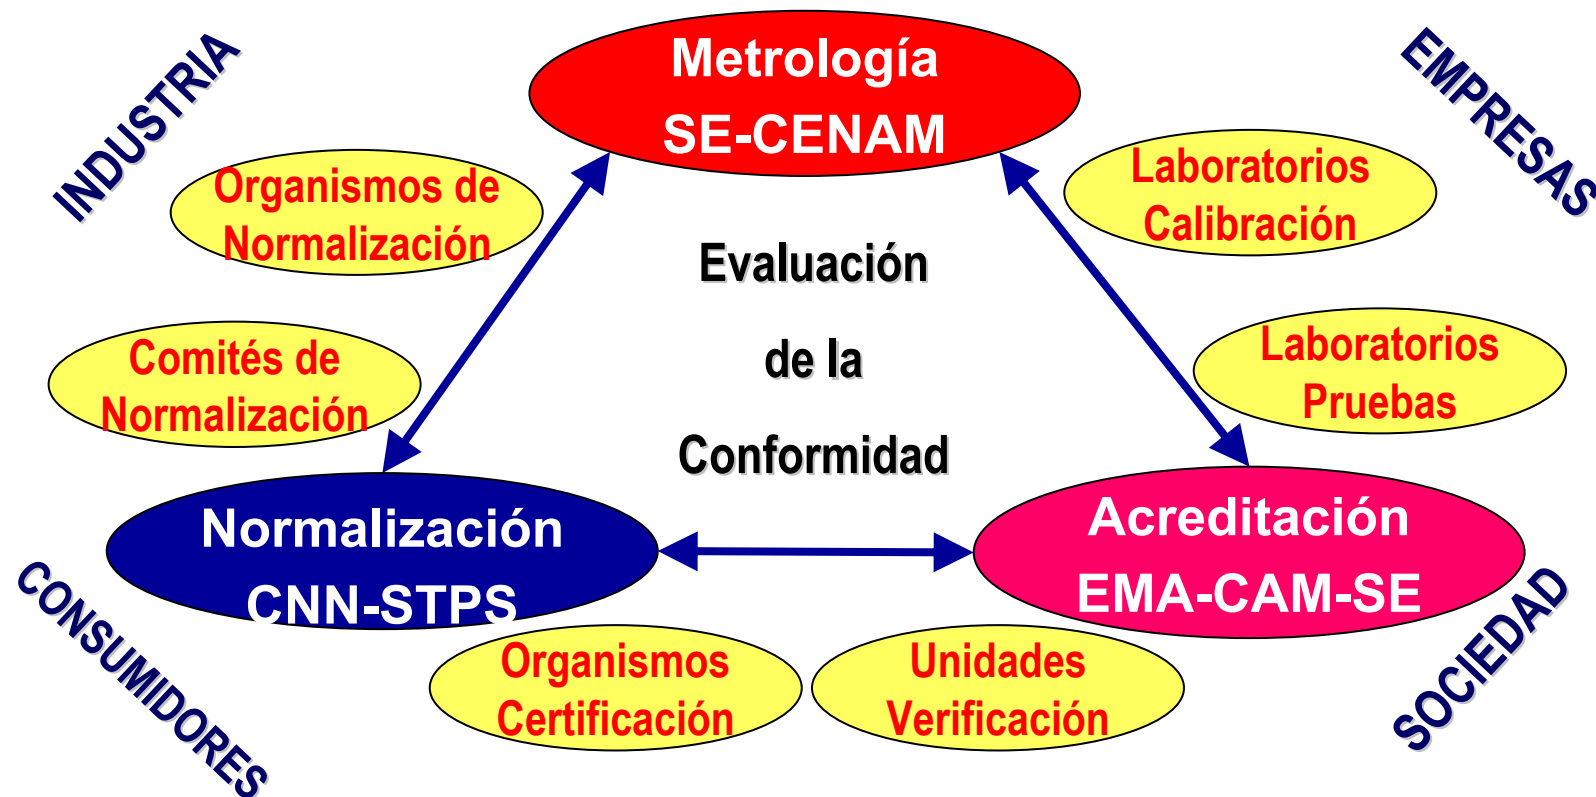 INDUSTRIA
Metrología
SE-CENAM
EMPRESAS
Organismos de
Normalización
Laboratorios
Calibración
Evaluación
de la
Conformidad
Comités de
Normalización
Laboratorios
Pruebas
Normalización
CNN-STPS
Acreditación
EMA-CAM-SE
CONSUMIDORES
Organismos
Certificación
Unidades
Verificación
SOCIEDAD